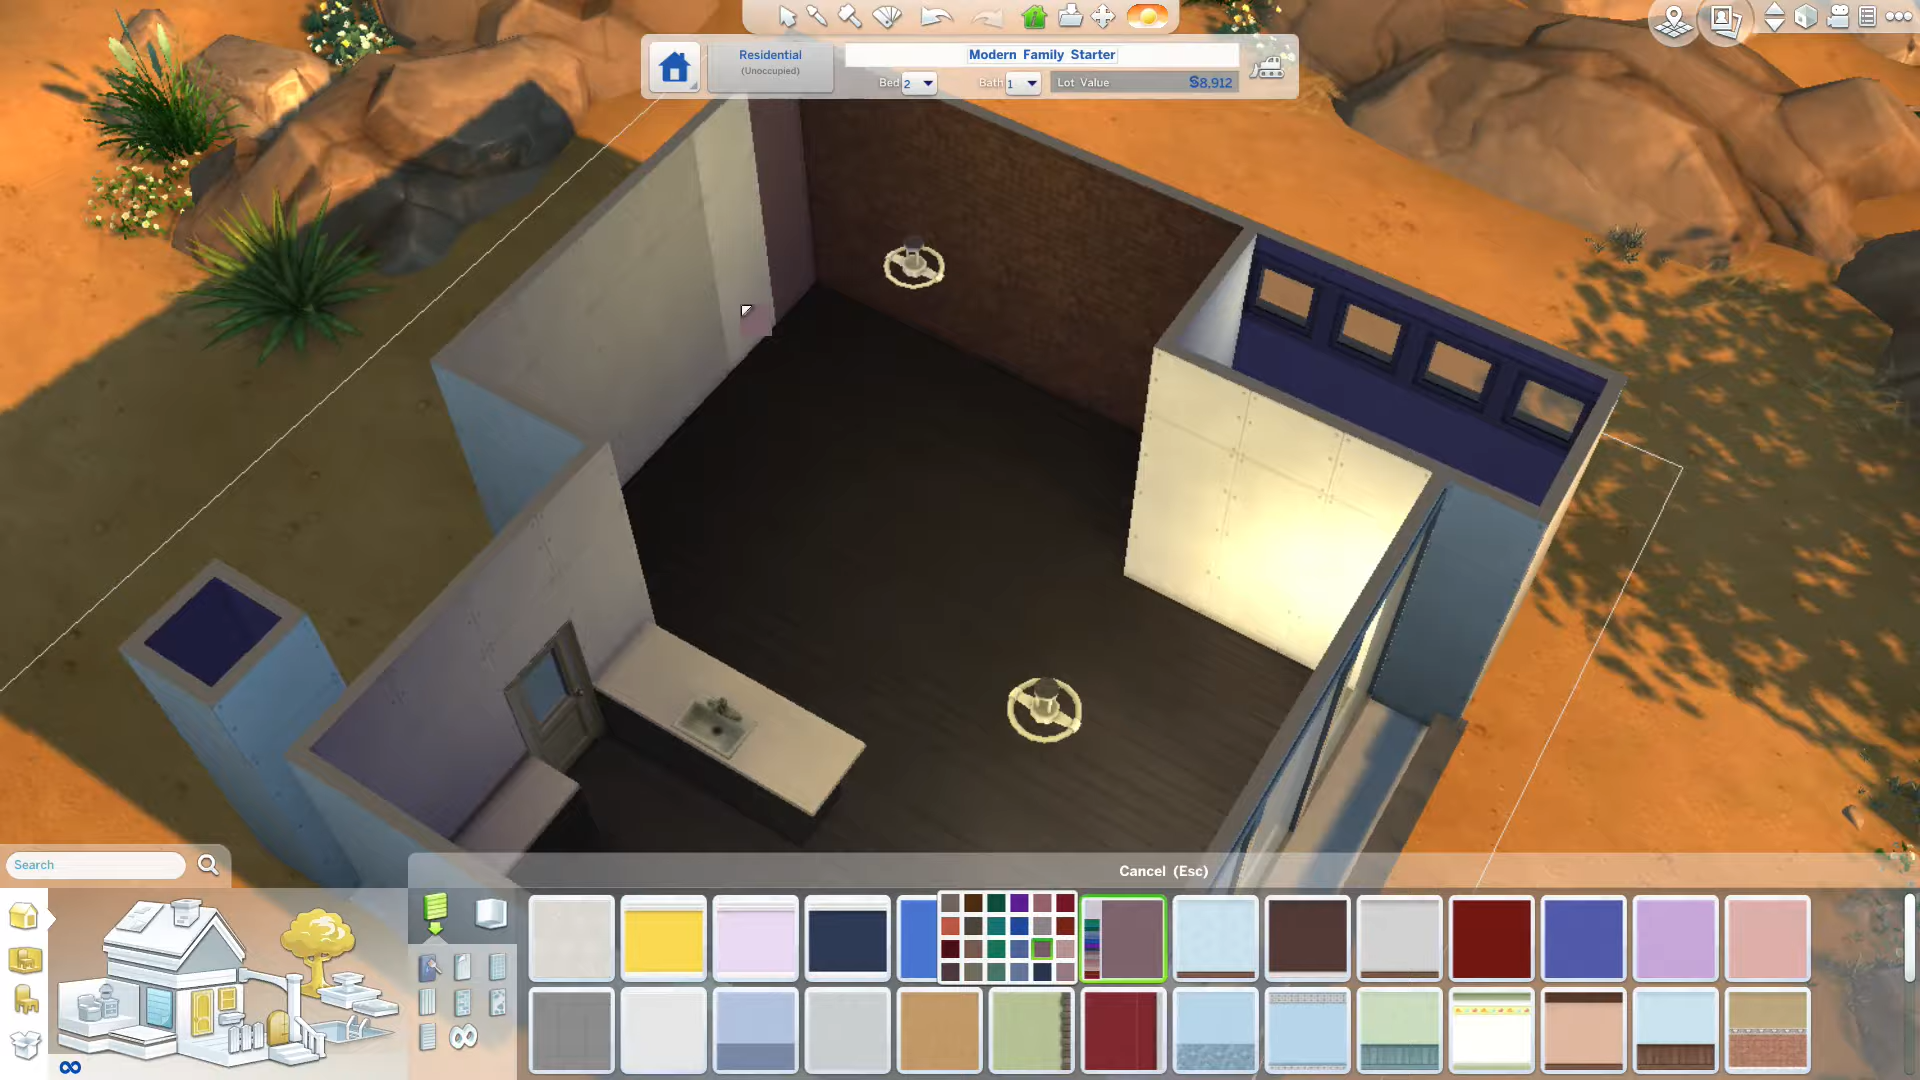 Residential
(Unoccupied)
Modern Family Starter
Bed 2
Bath 1
Lot Value
§8,912
Search
Cancel (Esc)